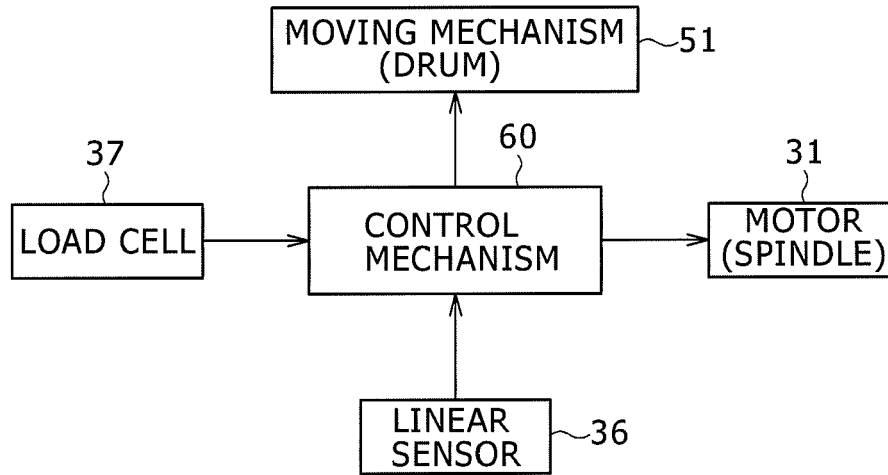 MOVING MECHANISM
(DRUM)
51
60
37
31
LOAD CELL
CONTROL
MECHANISM
MOTOR
(SPINDLE)
LINEAR
SENSOR
36